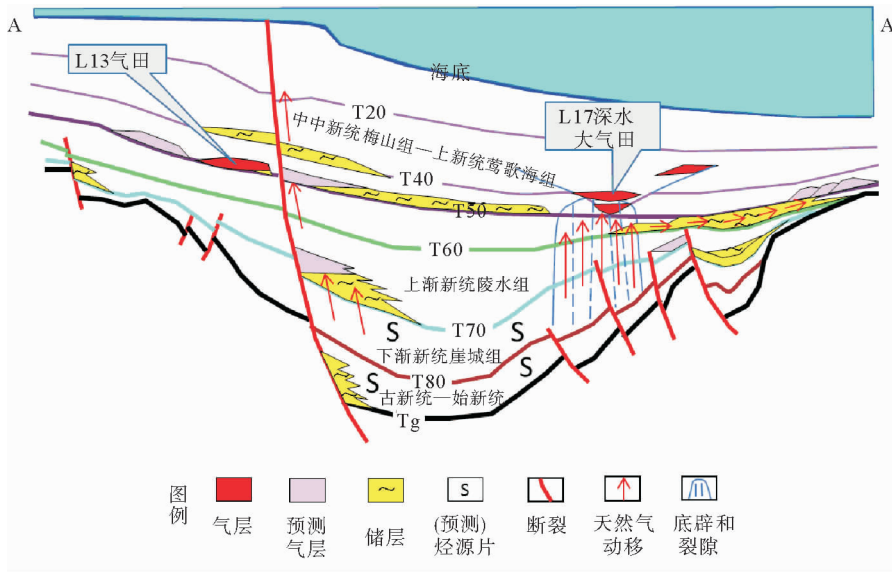 A
A
海底
L13气田
T20
L17深水
大气田
中中新统梅山组—上新统莺歌海组
T40
T50
T60
上渐新统陵水组
S
T70
S
下渐新统崖城组
S
S
T80
古新统—始新统
Tg
图例
气层
预测
气层
储层
S
(预测)
烃源片
断裂
天然气
动移
底辟和
裂隙